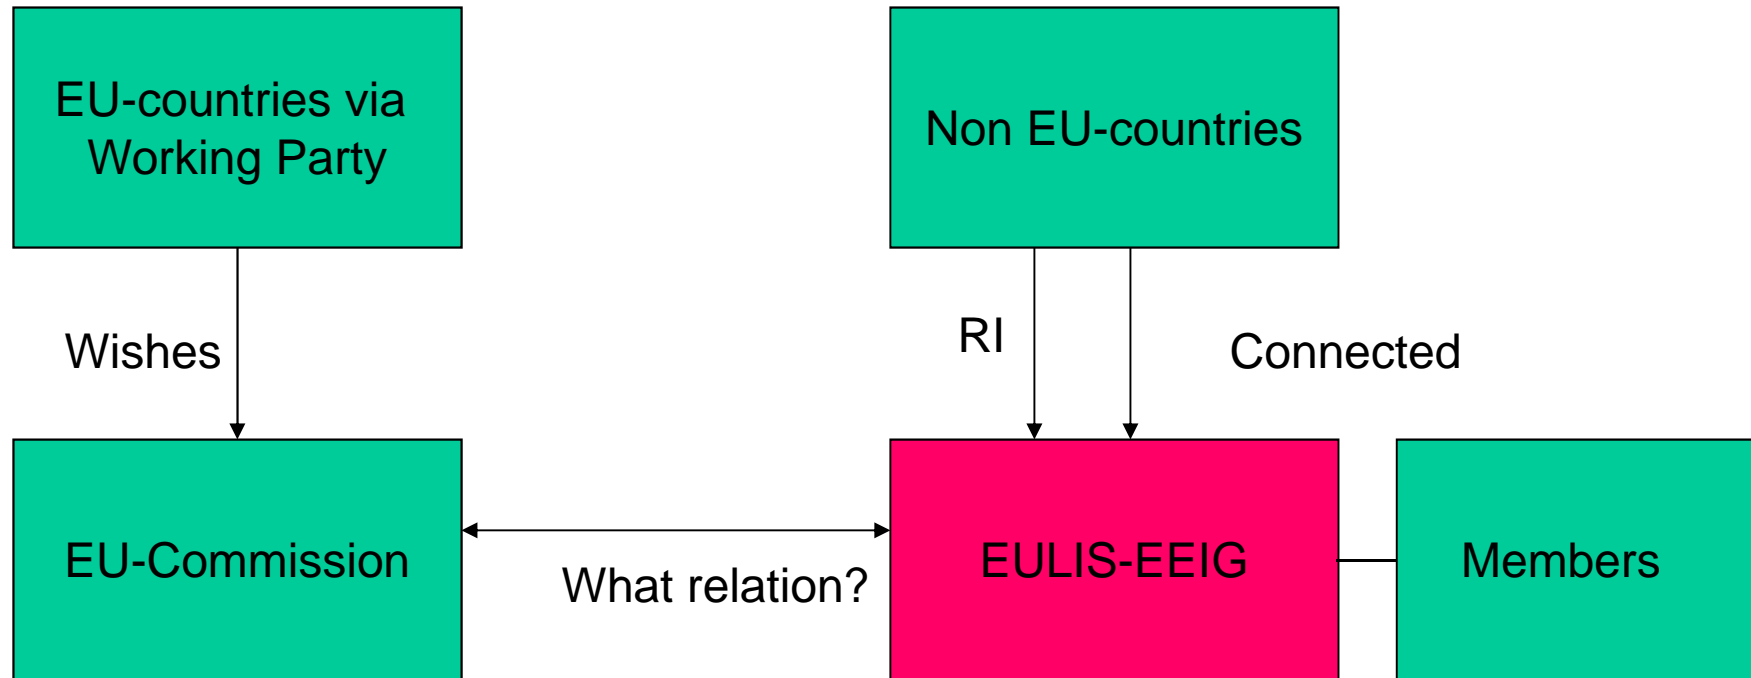 EU-countries via
Working Party
Non EU-countries
Wishes
RI
Connected
EU-Commission
What relation?
EULIS-EEIG
Members